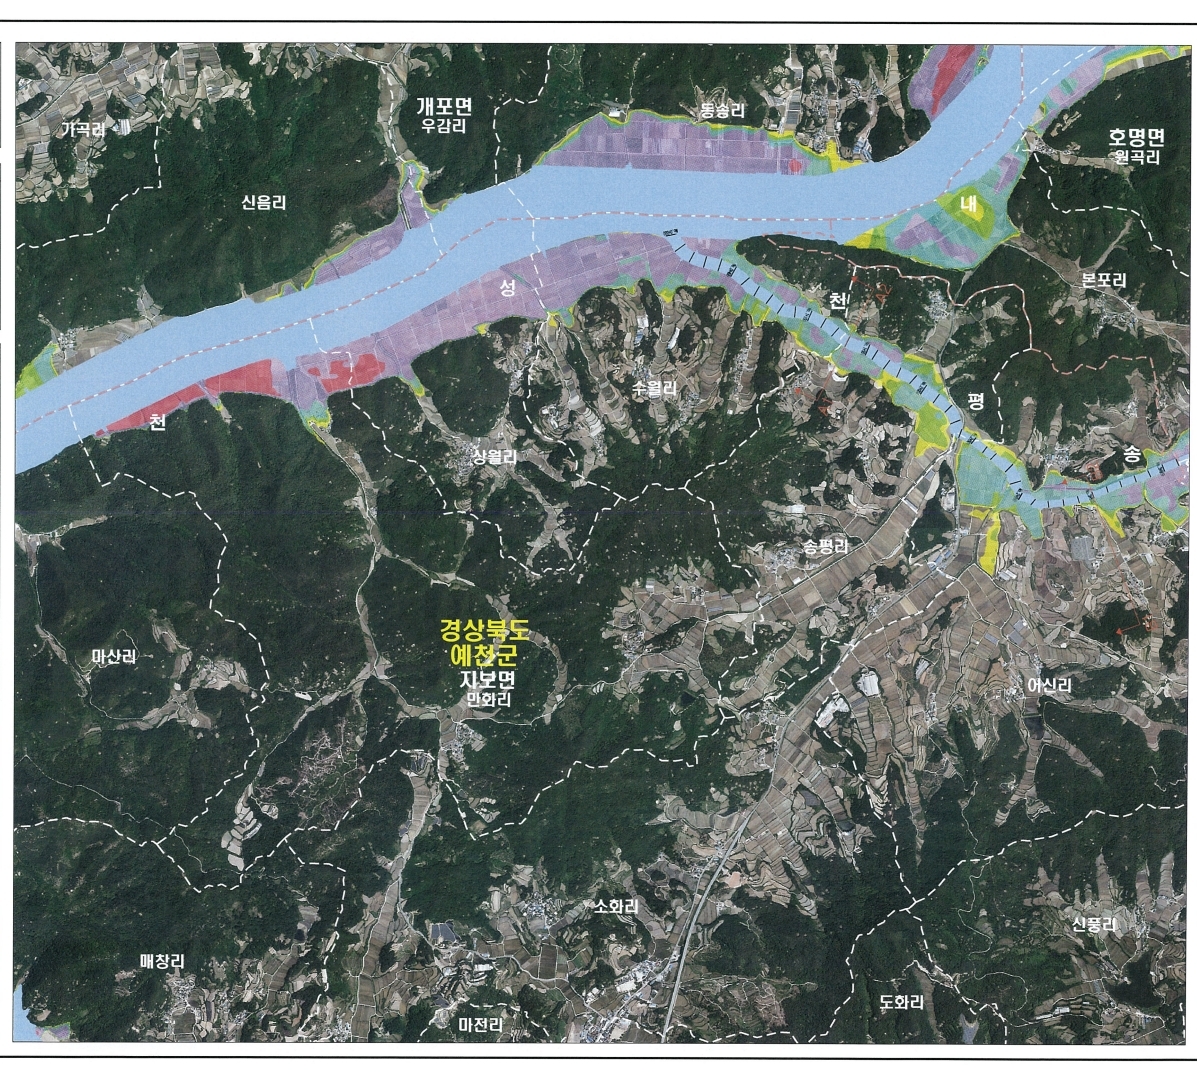 개포면
우감리
동송리
가곡리
호명면
원곡리
신음리
내
본포리
성
천
수월리
평
천
송
상월리
송평리
경상북도
예천군
지보면
만화리
마산리
어신리
소화리
신풍리
매창리
도화리
마전리